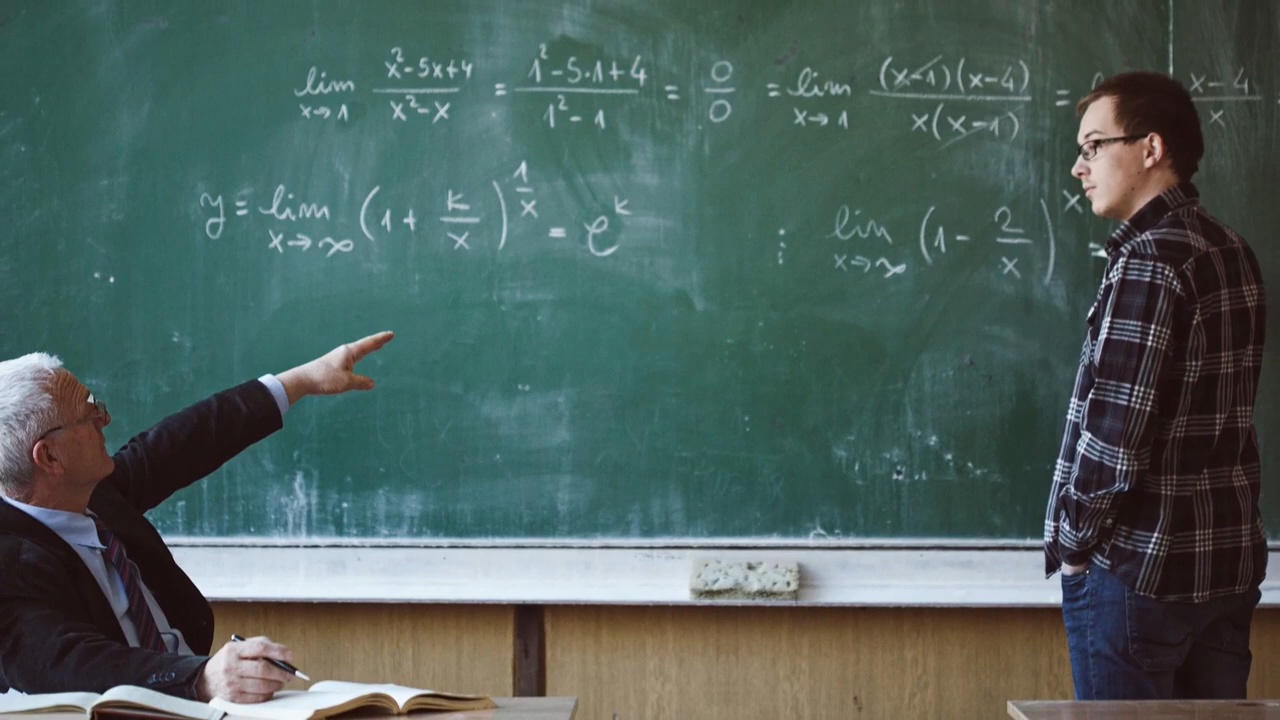 lim x→1 (x²-5x+4)/(x²-x) = (1²-5·1+4)/(1²-1) = 0/0 = lim x→1 ((x-1)(x-4))/(x(x-1)) = (x-4)/x
y = lim x→∞ (1+k/x)^(1/x) = e^k ; lim x→∞ (1-2/x) x =